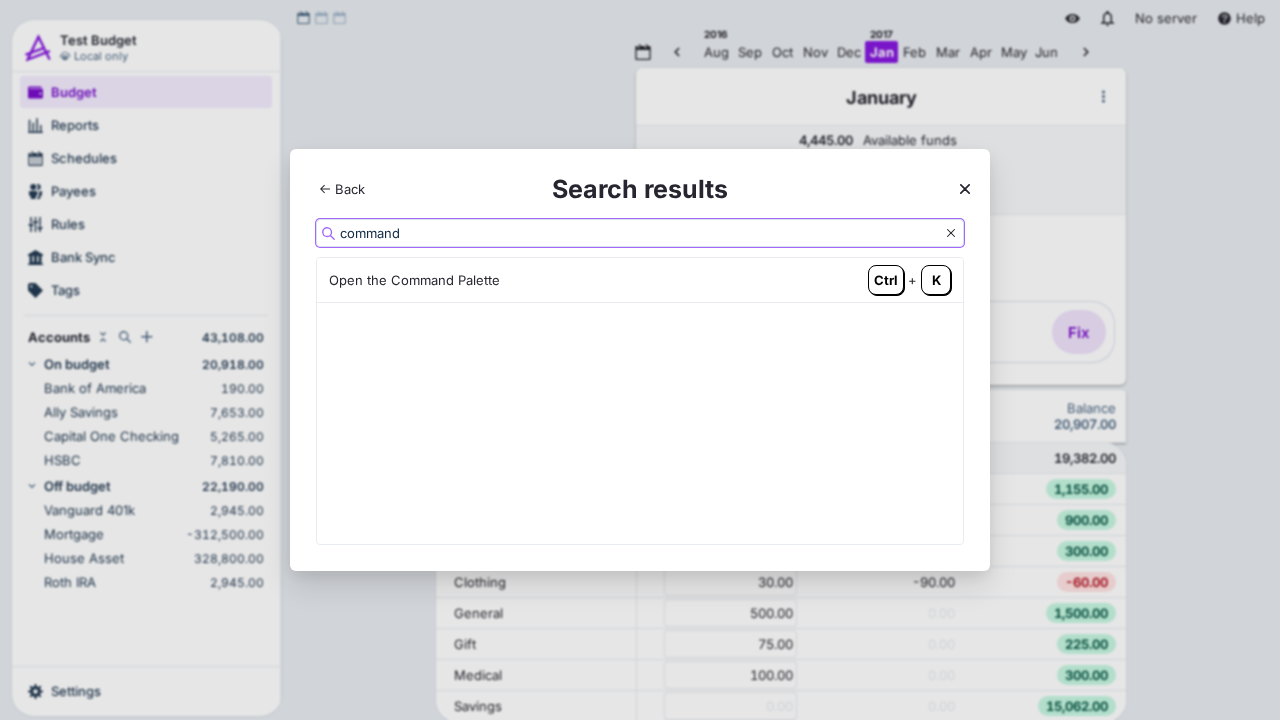 Test Budget
Local only
Budget
Reports
Schedules
Payees
Rules
Bank Sync
Tags
Accounts 43,108.00
On budget 20,918.00
Bank of America 190.00
Ally Savings 7,653.00
Capital One Checking 5,265.00
HSBC 7,810.00
Off budget 22,190.00
Vanguard 401k 2,945.00
Mortgage -312,500.00
House Asset 328,800.00
Roth IRA 2,945.00
Settings
No server
Help
2016 2017
Aug Sep Oct Nov Dec Jan Feb Mar Apr May Jun
January
4,445.00 Available funds
Back
Search results
command
Open the Command Palette Ctrl + K
Fix
Balance
20,907.00
19,382.00
1,155.00
900.00
300.00
Clothing 30.00 -90.00 -60.00
General 500.00 0.00 1,500.00
Gift 75.00 0.00 225.00
Medical 100.00 0.00 300.00
Savings 0.00 0.00 15,062.00